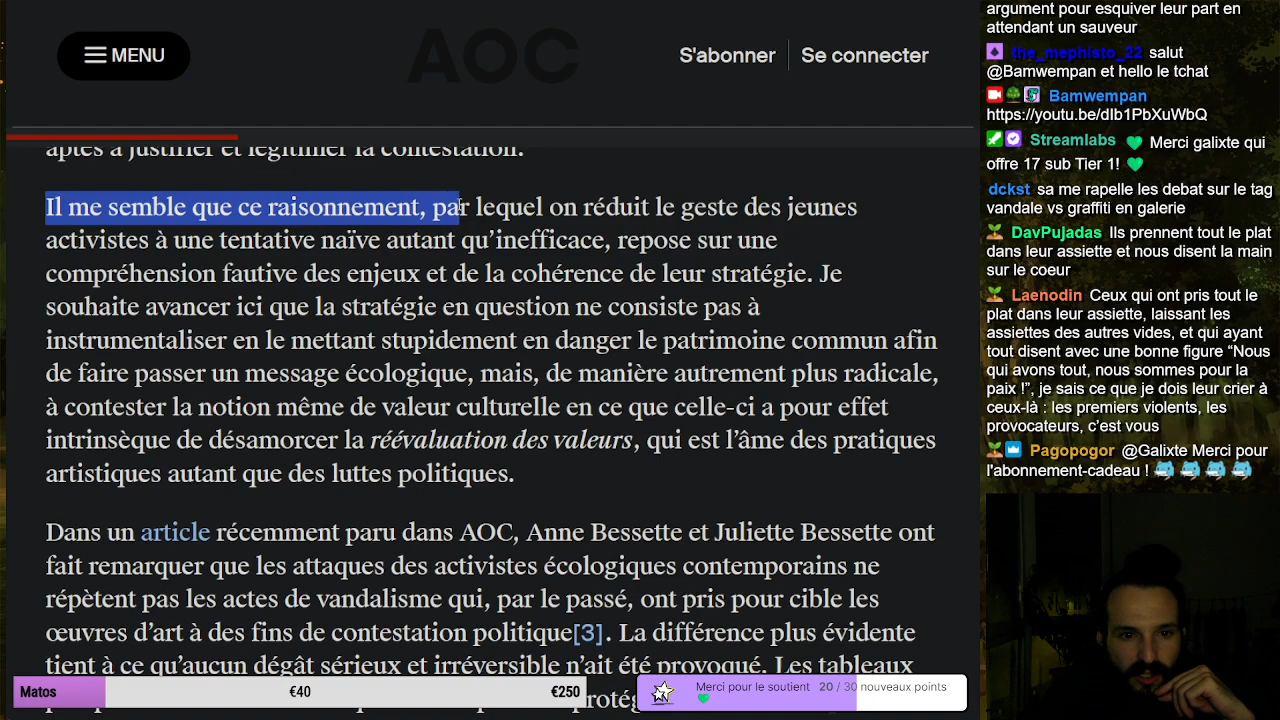 MENU
AOC
S'abonner
Se connecter
aptes à justifier et légitimer la contestation.
Il me semble que ce raisonnement, par lequel on réduit le geste des jeunes
activistes à une tentative naïve autant qu’inefficace, repose sur une
compréhension fautive des enjeux et de la cohérence de leur stratégie. Je
souhaite avancer ici que la stratégie en question ne consiste pas à
instrumentaliser en le mettant stupidement en danger le patrimoine commun afin
de faire passer un message écologique, mais, de manière autrement plus radicale,
à contester la notion même de valeur culturelle en ce que celle-ci a pour effet
intrinsèque de désamorcer la réévaluation des valeurs, qui est l’âme des pratiques
artistiques autant que des luttes politiques.
Dans un article récemment paru dans AOC, Anne Bessette et Juliette Bessette ont
fait remarquer que les attaques des activistes écologiques contemporains ne
répètent pas les actes de vandalisme qui, par le passé, ont pris pour cible les
œuvres d’art à des fins de contestation politique[3]. La différence plus évidente
tient à ce qu’aucun dégât sérieux et irréversible n’ait été provoqué. Les tableaux
Matos
€40
€250
Merci pour le soutient 20 / 30 nouveaux points
argument pour esquiver leur part en
attendant un sauveur
the_mephisto_22 salut
@Bamwempan et hello le tchat
Bamwempan
https://youtu.be/dIb1PbXuWbQ
Streamlabs Merci galixte qui
offre 17 sub Tier 1!
dckst sa me rapelle les debat sur le tag
vandale vs graffiti en galerie
DavPujadas Ils prennent tout le plat
dans leur assiette et nous disent la main
sur le coeur
Laenodin Ceux qui ont pris tout le
plat dans leur assiette, laissant les
assiettes des autres vides, et qui ayant
tout disent avec une bonne figure “Nous
qui avons tout, nous sommes pour la
paix !”, je sais ce que je dois leur crier à
ceux-là : les premiers violents, les
provocateurs, c’est vous
Pagopogor @Galixte Merci pour
l'abonnement-cadeau !